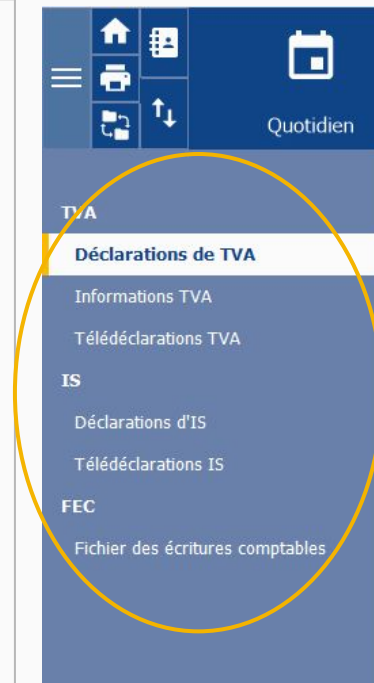 Quotidien
TVA
Déclarations de TVA
Informations TVA
Télédéclarations TVA
IS
Déclarations d'IS
Télédéclarations IS
FEC
Fichier des écritures comptables